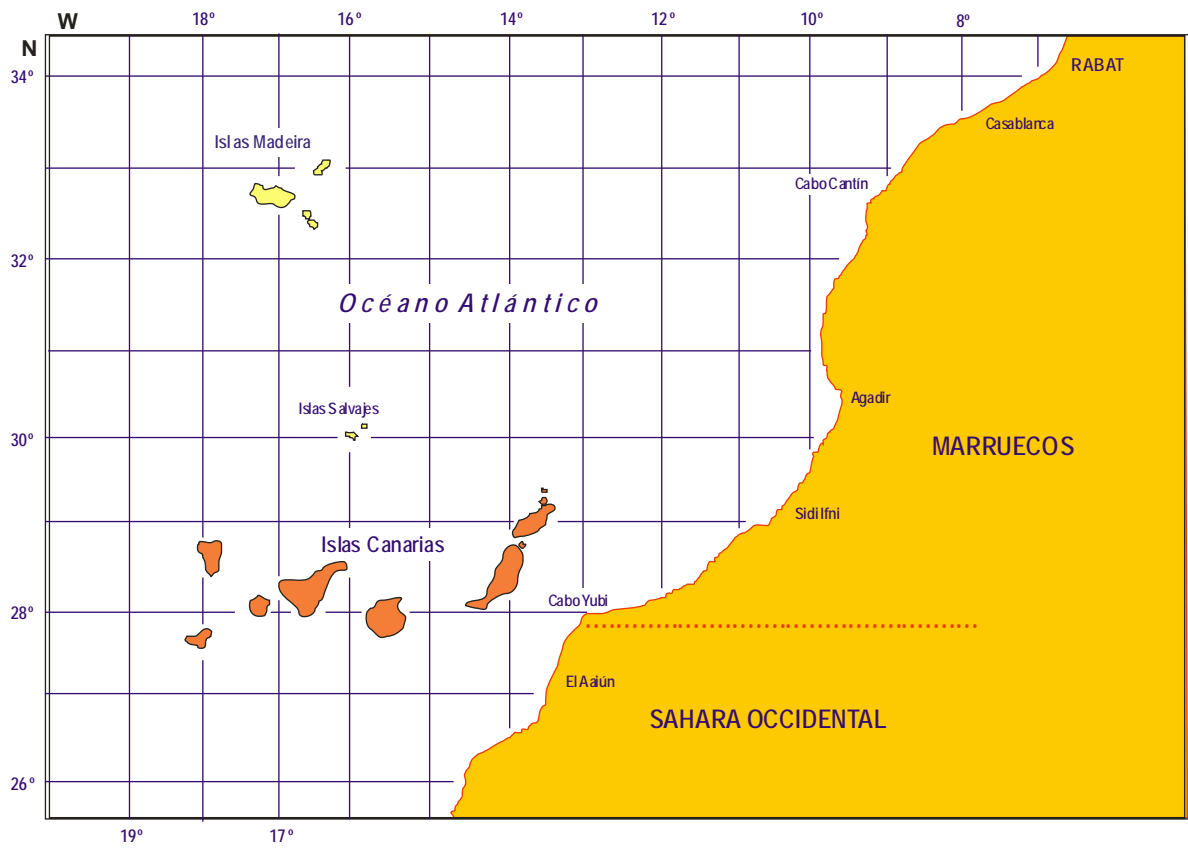 W
18º 16º 14º 12º 10º 8º
N
34º
RABAT
Casablanca
Islas Madeira
Cabo Cantín
32º
Océano Atlántico
Agadir
Islas Salvajes
30º
MARRUECOS
Sidi Ifni
Islas Canarias
28º
Cabo Yubi
El Aaiún
SAHARA OCCIDENTAL
26º
19º 17º